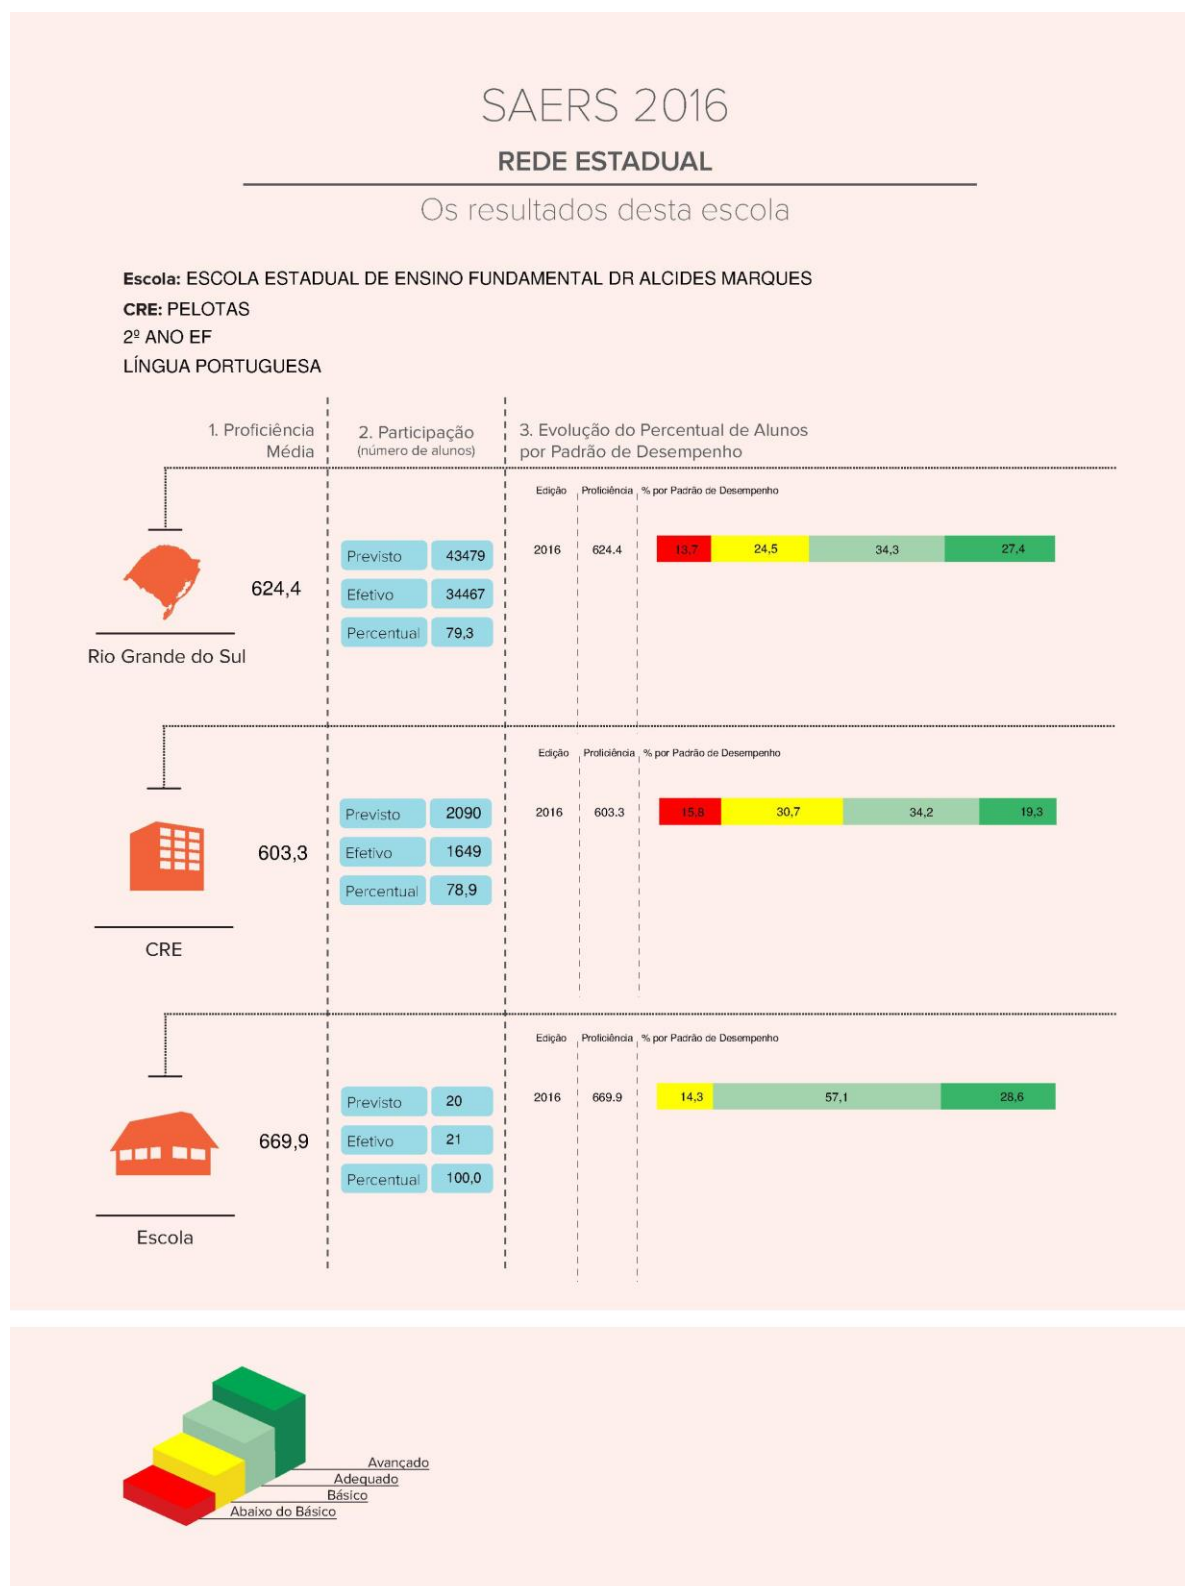 SAERS 2016
REDE ESTADUAL
Os resultados desta escola
Escola: ESCOLA ESTADUAL DE ENSINO FUNDAMENTAL DR ALCIDES MARQUES
CRE: PELOTAS
2º ANO EF
LÍNGUA PORTUGUESA
1. Proficiência
Média
2. Participação
(número de alunos)
3. Evolução do Percentual de Alunos
por Padrão de Desempenho
Edição Proficiência % por Padrão de Desempenho
2016 624.4 13,7 24,5 34,3 27,4
Previsto 43479
624,4
Efetivo 34467
Percentual 79,3
Rio Grande do Sul
Edição Proficiência % por Padrão de Desempenho
2016 603.3 15,8 30,7 34,2 19,3
Previsto 2090
603,3
Efetivo 1649
Percentual 78,9
CRE
Edição Proficiência % por Padrão de Desempenho
2016 669.9 14,3 57,1 28,6
Previsto 20
669,9
Efetivo 21
Percentual 100,0
Escola
Avançado
Adequado
Básico
Abaixo do Básico